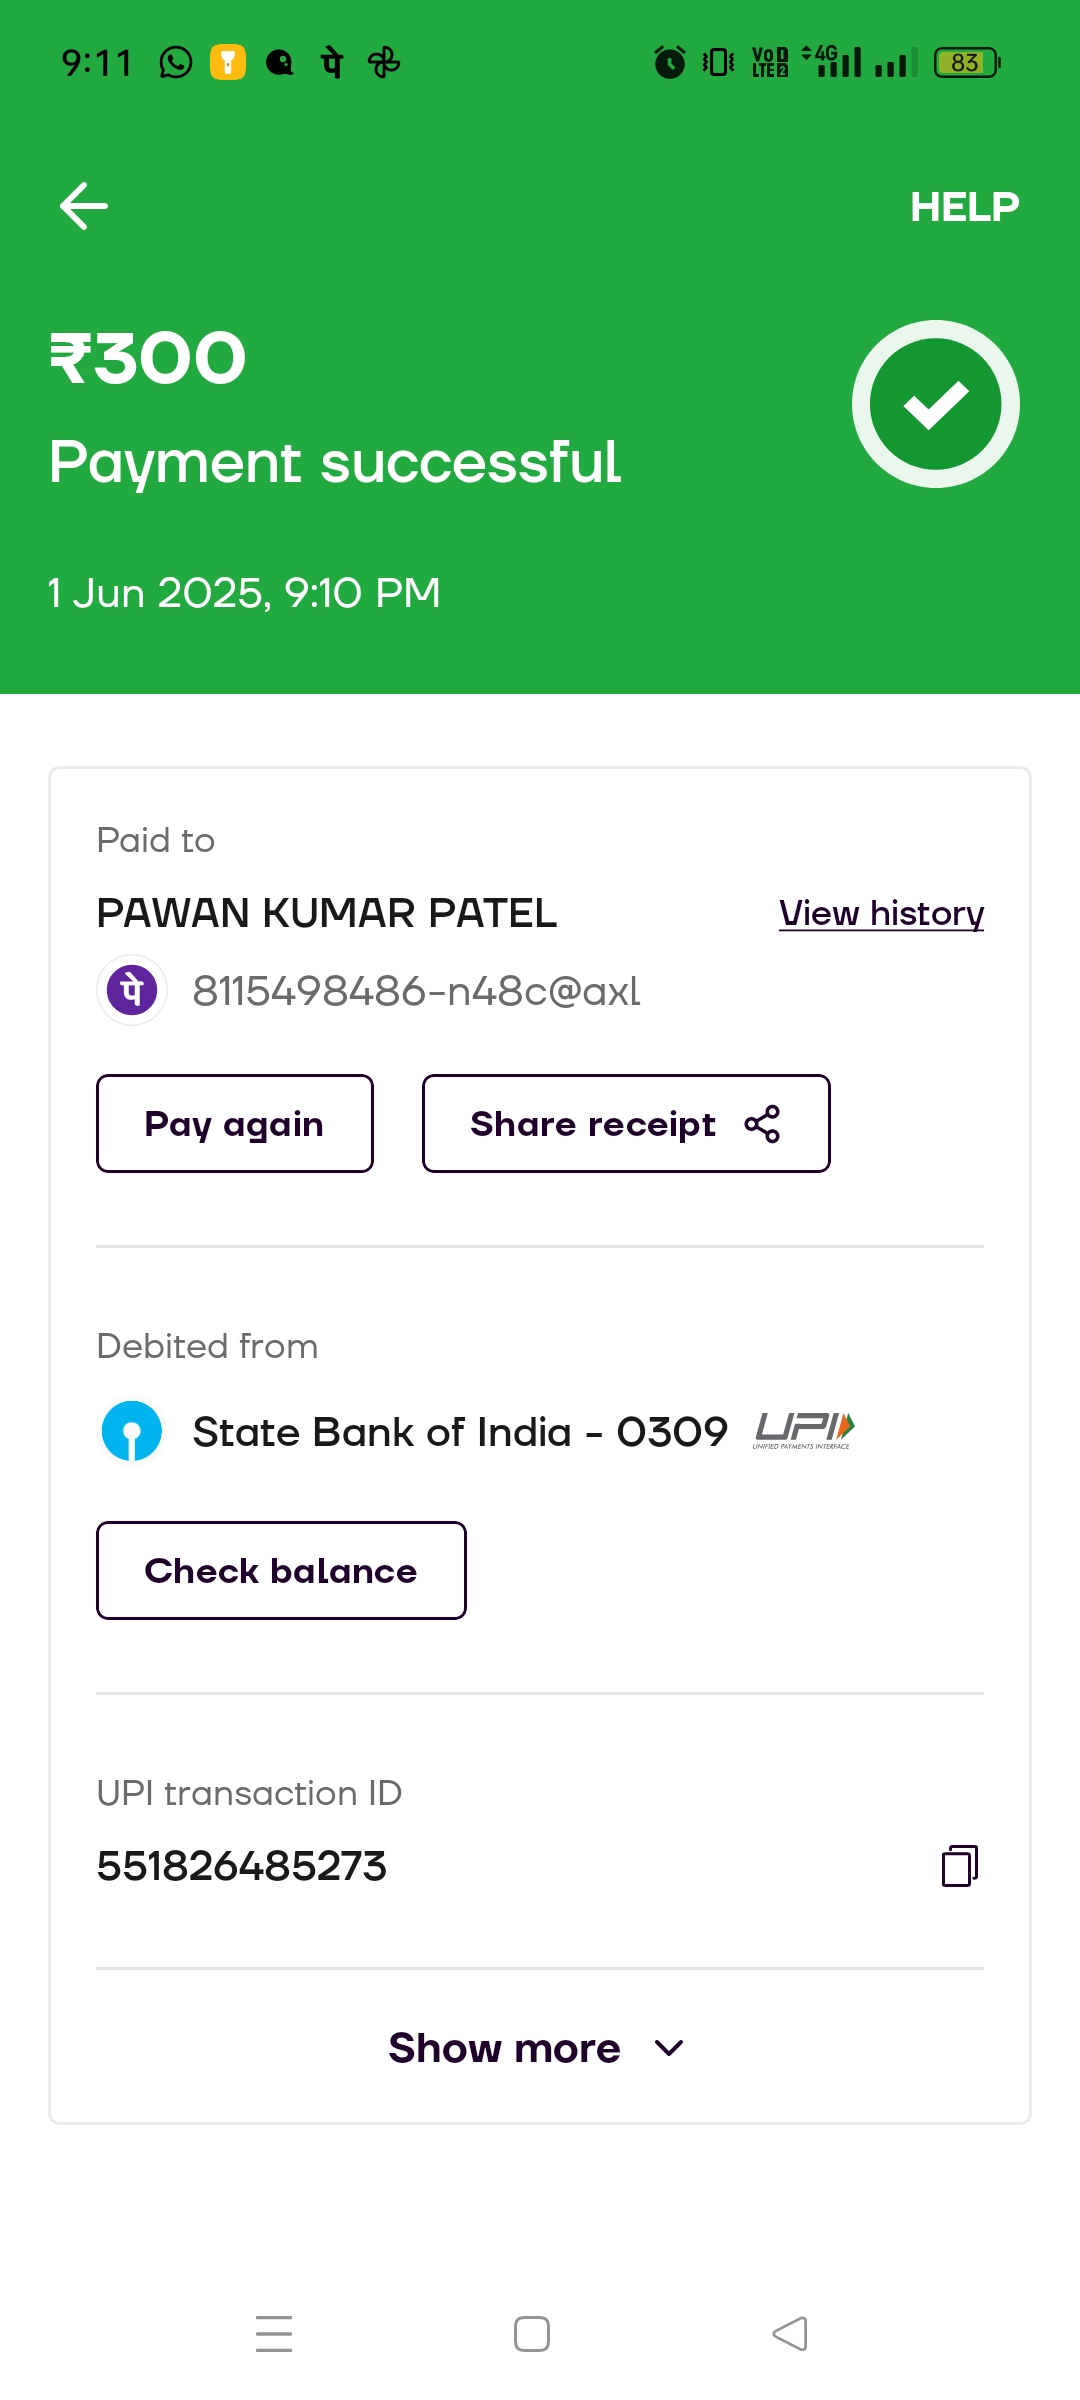 9:11 पे VoLTE D 2 4G 83
HELP
₹300
Payment successful
1 Jun 2025, 9:10 PM
Paid to
PAWAN KUMAR PATEL View history
पे 8115498486-n48c@axl
Pay again Share receipt
Debited from
State Bank of India - 0309 UPI
UNIFIED PAYMENTS INTERFACE
Check balance
UPI transaction ID
551826485273
Show more